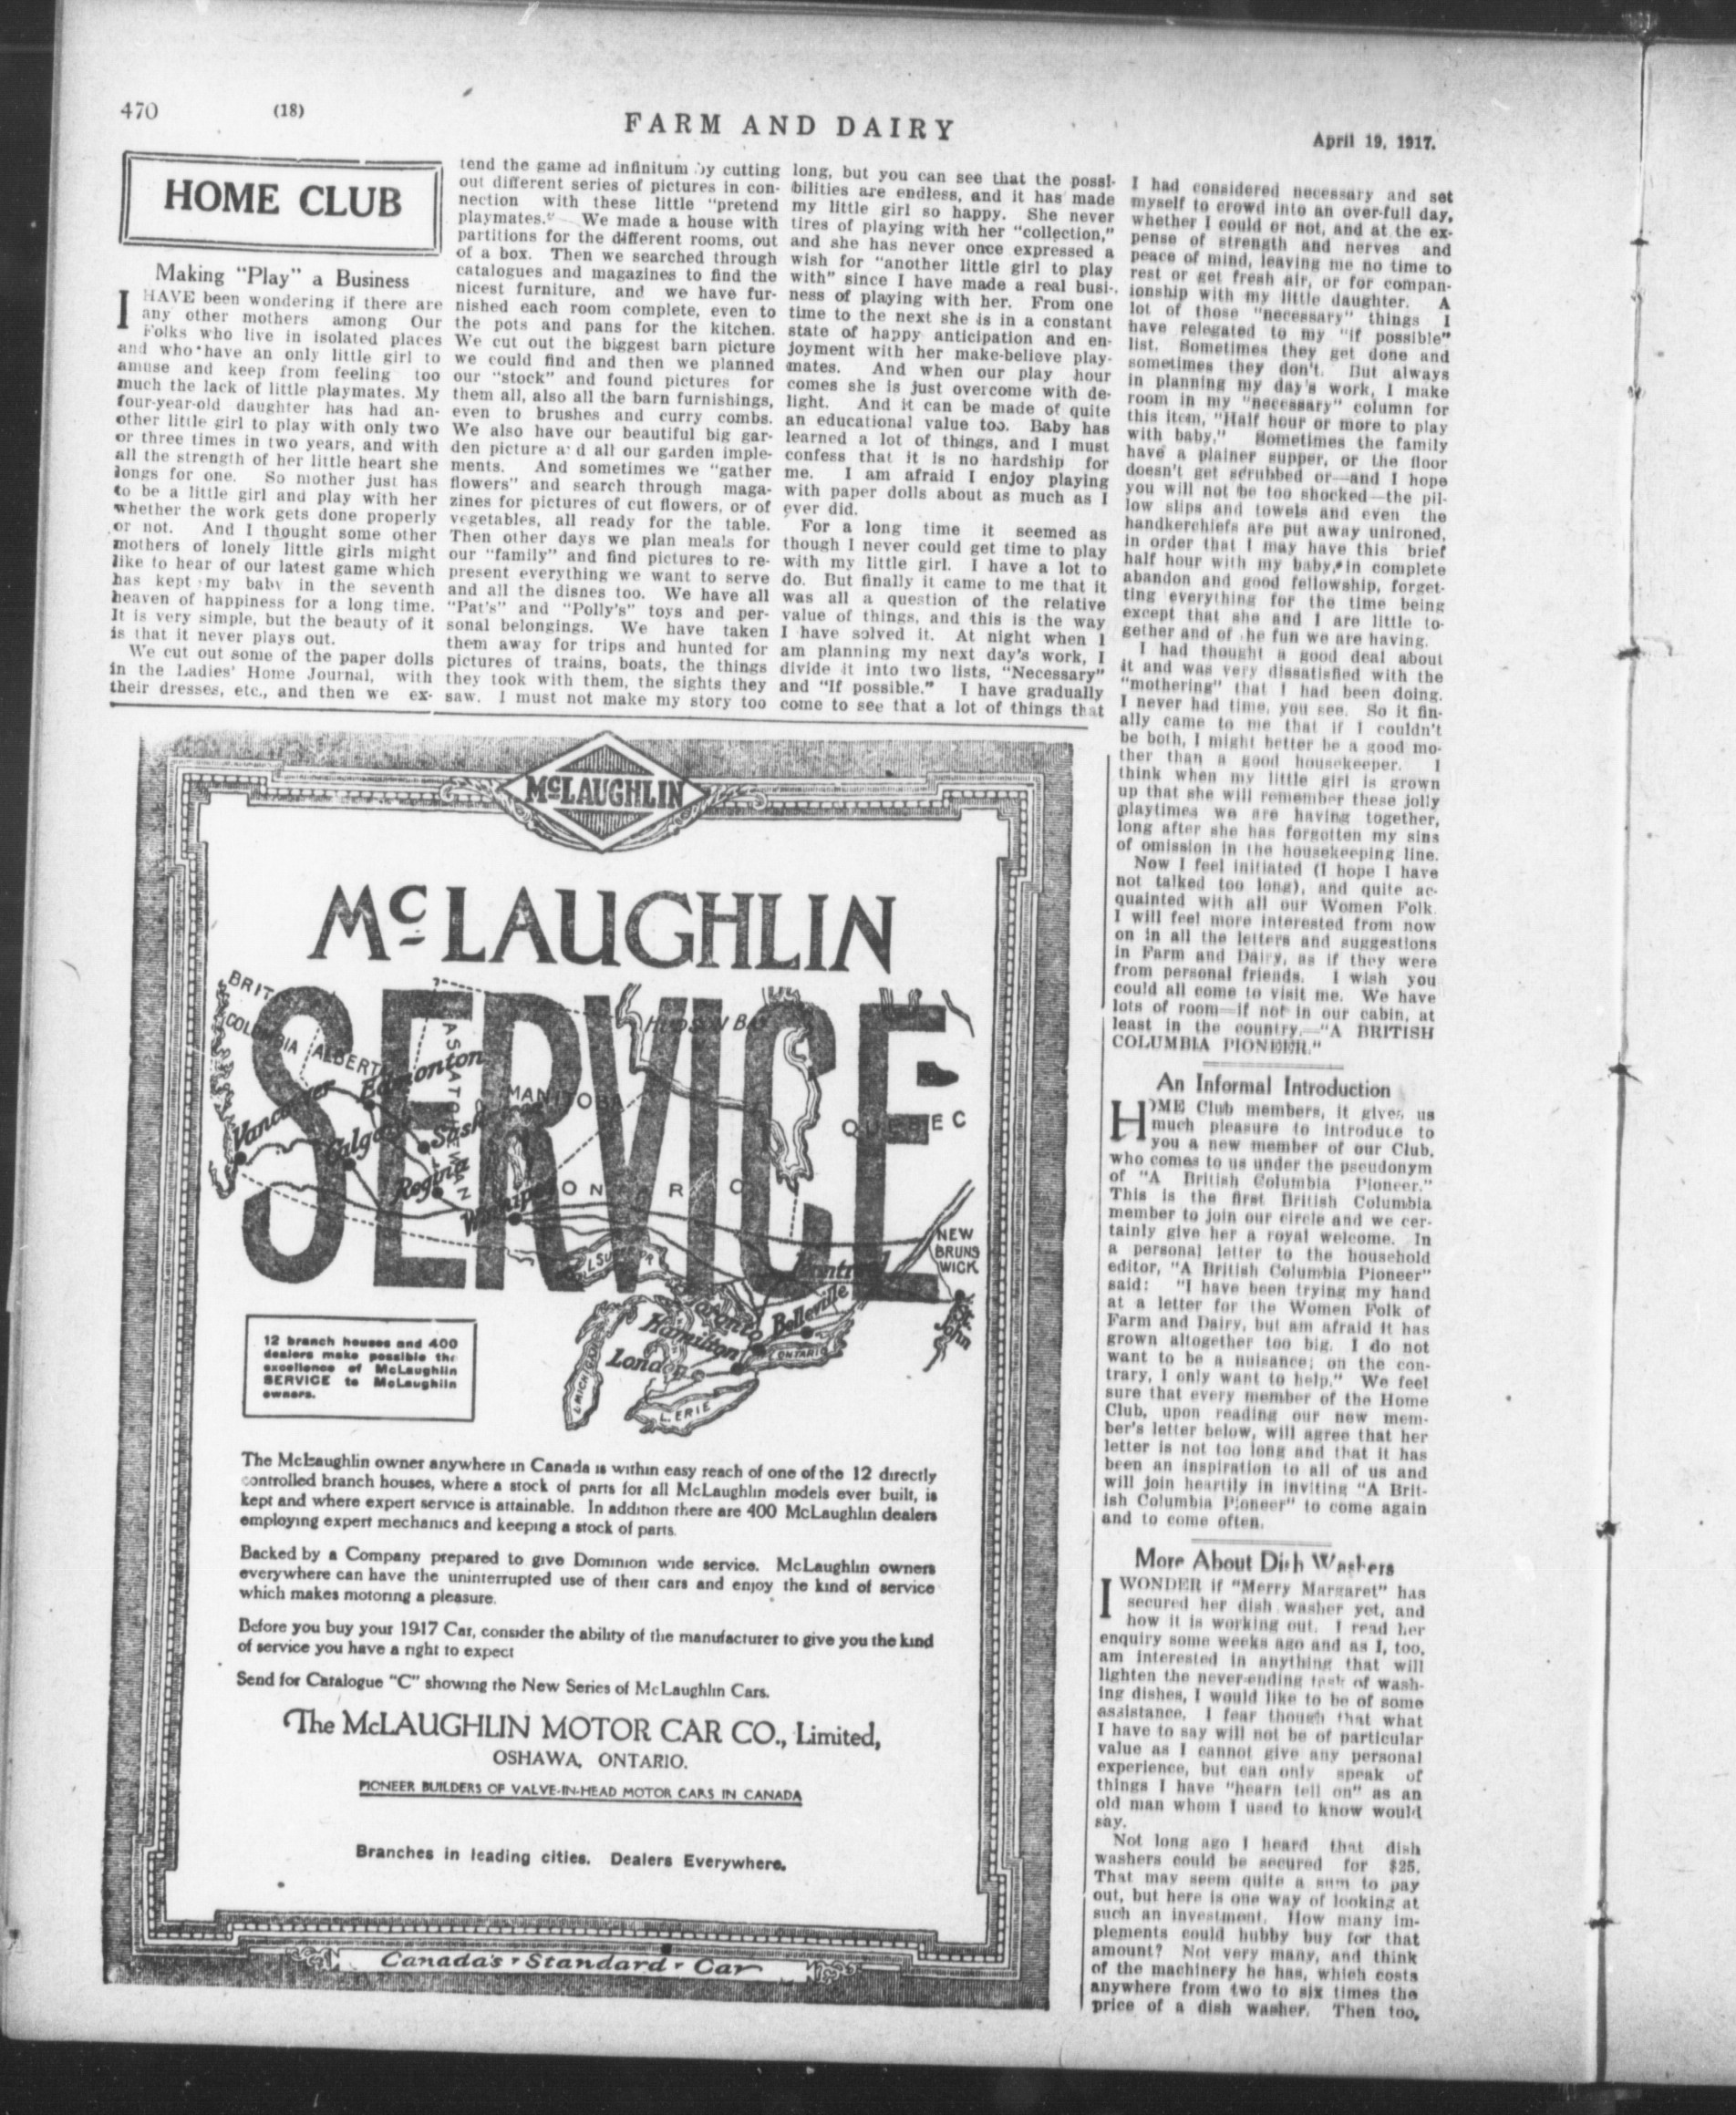 470
(18)
FARM AND DAIRY
April 19, 1917.
HOME CLUB
Making "Play" a Business
I HAVE been wondering if there are
any other mothers among Our
Folks who live in isolated places
and who have an only little girl to
amuse and keep from feeling too
much the lack of little playmates. My
four-year-old daughter has had an-
other little girl to play with only two
or three times in two years, and with
all the strength of her little heart she
longs for one. So mother just has
to be a little girl and play with her
whether the work gets done properly
or not. And I thought some other
mothers of lonely little girls might
like to hear of our latest game which
has kept my baby in the seventh
heaven of happiness for a long time.
It is very simple, but the beauty of it
is that it never plays out.
We cut out some of the paper dolls
in the Ladies' Home Journal, with
their dresses, etc., and then we ex-
tend the game ad infinitum by cutting
out different series of pictures in con-
nection with these little "pretend
playmates." We made a house with
partitions for the different rooms, out
of a box. Then we searched through
catalogues and magazines to find the
nicest furniture, and we have fur-
nished each room complete, even to
the pots and pans for the kitchen.
We cut out the biggest barn picture
we could find and then we planned
our "stock" and found pictures for
them all, also all the barn furnishings,
even to brushes and curry combs.
We also have our beautiful big gar-
den picture a d all our garden imple-
ments. And sometimes we "gather
flowers" and search through maga-
zines for pictures of cut flowers, or of
vegetables, all ready for the table.
Then other days we plan meals for
our "family" and find pictures to re-
present everything we want to serve
and all the dishes too. We have all
"Pat's" and "Polly's" toys and per-
sonal belongings. We have taken
them away for trips and hunted for
pictures of trains, boats, the things
they took with them, the sights they
saw. I must not make my story too
long, but you can see that the possi-
bilities are endless, and it has made
my little girl so happy. She never
tires of playing with her "collection,"
and she has never once expressed a
wish for "another little girl to play
with" since I have made a real busi-
ness of playing with her. From one
time to the next she is in a constant
state of happy anticipation and en-
joyment with her make-believe play-
mates. And when our play hour
comes she is just overcome with de-
light. And it can be made of quite
an educational value too. Baby has
learned a lot of things, and I must
confess that it is no hardship for
me. I am afraid I enjoy playing
with paper dolls about as much as I
ever did.
For a long time it seemed as
though I never could get time to play
with my little girl. I have a lot to
do. But finally it came to me that it
was all a question of the relative
value of things, and this is the way
I have solved it. At night when I
am planning my next day's work, I
divide it into two lists, "Necessary"
and "If possible." I have gradually
come to see that a lot of things that
I had considered necessary and set
myself to crowd into an over-full day,
whether I could or not, and at the ex-
pense of strength and nerves and
peace of mind, leaving me no time to
rest or get fresh air, or for compan-
ionship with my little daughter. A
lot of those "necessary" things I
have relegated to my "if possible"
list. Sometimes they get done and
sometimes they don't. But always
in planning my day's work, I make
room in my "necessary" column for
this item, "Half hour or more to play
with baby." Sometimes the family
have a plainer supper, or the floor
doesn't get scrubbed or—and I hope
you will not be too shocked—the pil-
low slips and towels and even the
handkerchiefs are put away unironed,
in order that I may have this brief
half hour with my baby, in complete
abandon and good fellowship, forget-
ting everything for the time being
except that she and I are little to-
gether and of he fun we are having.
I had thought a good deal about
it and was very dissatisfied with the
"mothering" that I had been doing.
I never had time, you see. So it fin-
ally came to me that if I couldn't
be both, I might better be a good mo-
ther than a good housekeeper. I
think when my little girl is grown
up that she will remember these jolly
playtimes we are having together,
long after she has forgotten my sins
of omission in the housekeeping line.
Now I feel initiated (I hope I have
not talked too long), and quite ac-
quainted with all our Women Folk.
I will feel more interested from now
on in all the letters and suggestions
in Farm and Dairy, as if they were
from personal friends. I wish you
could all come to visit me. We have
lots of room—if not in our cabin, at
least in the country.—"A BRITISH
COLUMBIA PIONEER."
An Informal Introduction
HOME Club members, it gives us
much pleasure to introduce to
you a new member of our Club,
who comes to us under the pseudonym
of "A British Columbia Pioneer."
This is the first British Columbia
member to join our circle and we cer-
tainly give her a royal welcome. In
a personal letter to the household
editor, "A British Columbia Pioneer"
said: "I have been trying my hand
at a letter for the Women Folk of
Farm and Dairy, but am afraid it has
grown altogether too big. I do not
want to be a nuisance; on the con-
trary, I only want to help." We feel
sure that every member of the Home
Club, upon reading our new mem-
ber's letter below, will agree that her
letter is not too long and that it has
been an inspiration to all of us and
will join heartily in inviting "A Brit-
ish Columbia Pioneer" to come again
and to come often.
More About Dish Washers
I WONDER if "Merry Margaret" has
secured her dish washer yet, and
how it is working out. I read her
enquiry some weeks ago and as I, too,
am interested in anything that will
lighten the never-ending task of wash-
ing dishes, I would like to be of some
assistance. I fear though that what
I have to say will not be of particular
value as I cannot give any personal
experience, but can only speak of
things I have "hearn tell on" as an
old man whom I used to know would
say.
Not long ago I heard that dish
washers could be secured for $25.
That may seem quite a sum to pay
out, but here is one way of looking at
such an investment. How many im-
plements could hubby buy for that
amount? Not very many, and think
of the machinery he has, which costs
anywhere from two to six times the
price of a dish washer. Then too,
McLAUGHLIN
McLAUGHLIN
SERVICE
BRIT
COLUMBIA
ALBERTA
MANITOBA
HUDSON BAY
QUEBEC
Vancouver
Edmonton
Calgary
Sask
Regina
Winnipeg
NEW
BRUNS
WICK
L. SUPERIOR
Montreal
Toronto
Belleville
Hamilton
London
ONTARIO
L. MICHIGAN
L. ERIE
St. John
12 branch houses and 400
dealers make possible the
excellence of McLaughlin
SERVICE to McLaughlin
owners.
The McLaughlin owner anywhere in Canada is within easy reach of one of the 12 directly
controlled branch houses, where a stock of parts for all McLaughlin models ever built, is
kept and where expert service is attainable. In addition there are 400 McLaughlin dealers
employing expert mechanics and keeping a stock of parts.
Backed by a Company prepared to give Dominion wide service. McLaughlin owners
everywhere can have the uninterrupted use of their cars and enjoy the kind of service
which makes motoring a pleasure.
Before you buy your 1917 Car, consider the ability of the manufacturer to give you the kind
of service you have a right to expect
Send for Catalogue "C" showing the New Series of McLaughlin Cars.
The McLAUGHLIN MOTOR CAR CO., Limited,
OSHAWA, ONTARIO.
PIONEER BUILDERS OF VALVE-IN-HEAD MOTOR CARS IN CANADA
Branches in leading cities. Dealers Everywhere.
Canada's Standard Car